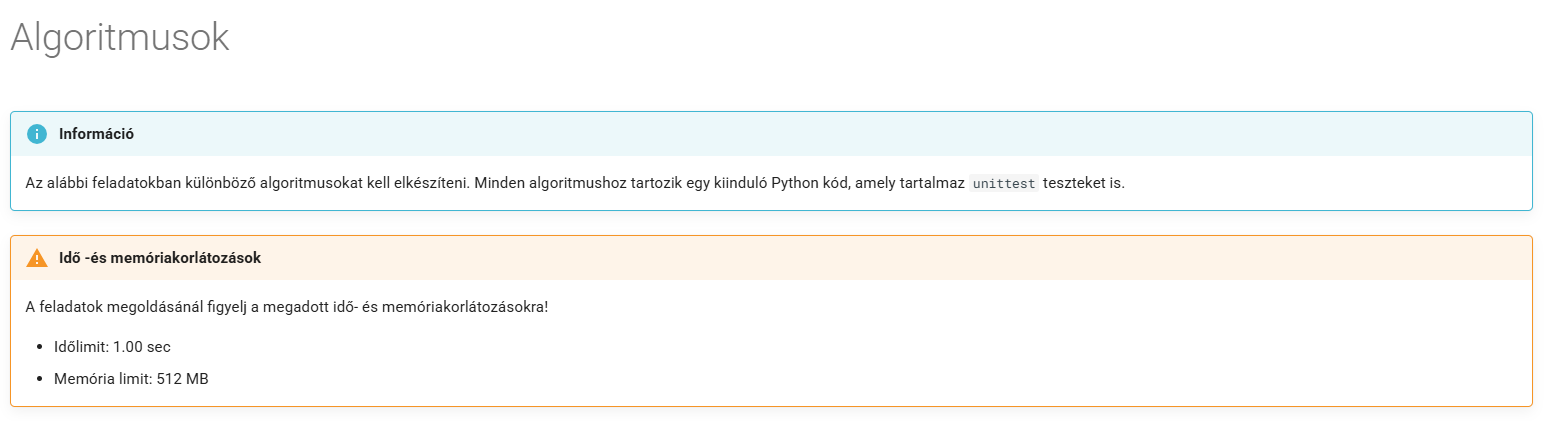 Algoritmusok
Információ
Az alábbi feladatokban különböző algoritmusokat kell elkészíteni. Minden algoritmushoz tartozik egy kiinduló Python kód, amely tartalmaz unittest teszteket is.
Idő -és memóriakorlátozások
A feladatok megoldásánál figyelj a megadott idő- és memóriakorlátozásokra!
• Időlimit: 1.00 sec
• Memória limit: 512 MB